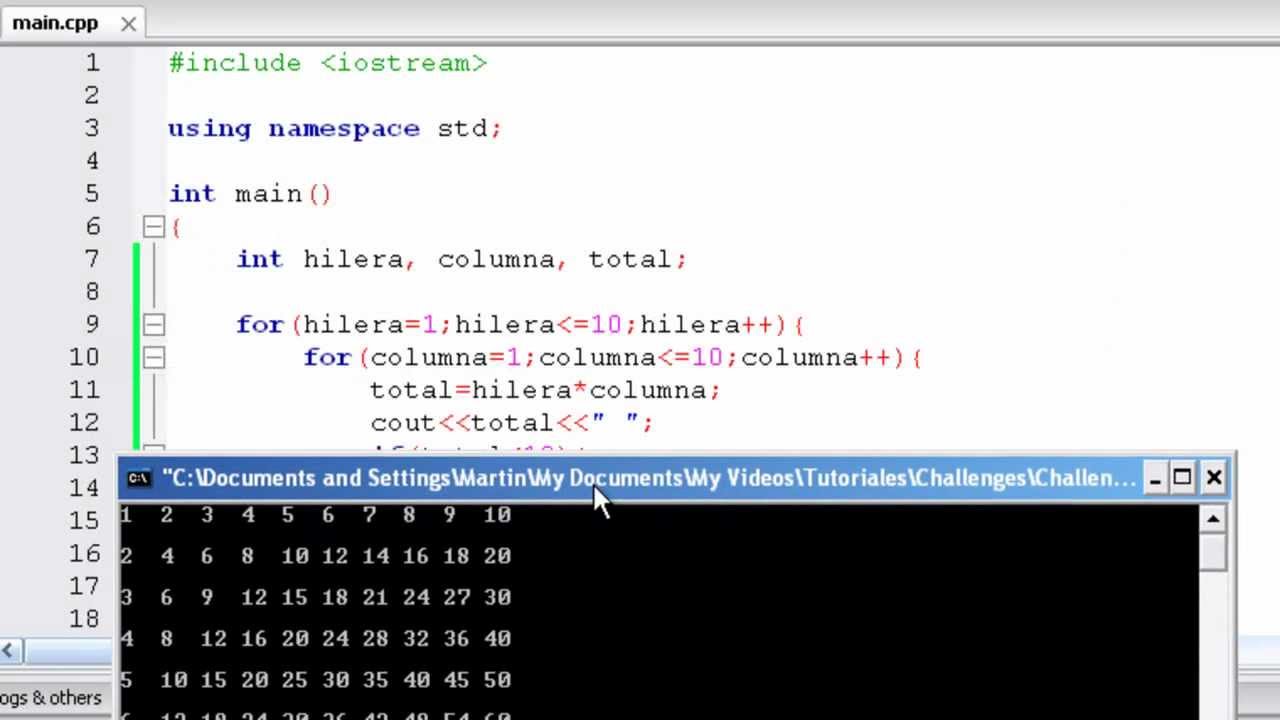 main.cpp
1 #include <iostream>
2
3 using namespace std;
4
5 int main()
6 {
7 int hilera, columna, total;
8
9 for(hilera=1;hilera<=10;hilera++){
10 for(columna=1;columna<=10;columna++){
11 total=hilera*columna;
12 cout<<total<<" ";
13
14
15
16
17
18
"C:\Documents and Settings\Martin\My Documents\My Videos\Tutoriales\Challenges\Challen...
1 2 3 4 5 6 7 8 9 10
2 4 6 8 10 12 14 16 18 20
3 6 9 12 15 18 21 24 27 30
4 8 12 16 20 24 28 32 36 40
5 10 15 20 25 30 35 40 45 50
ogs & others